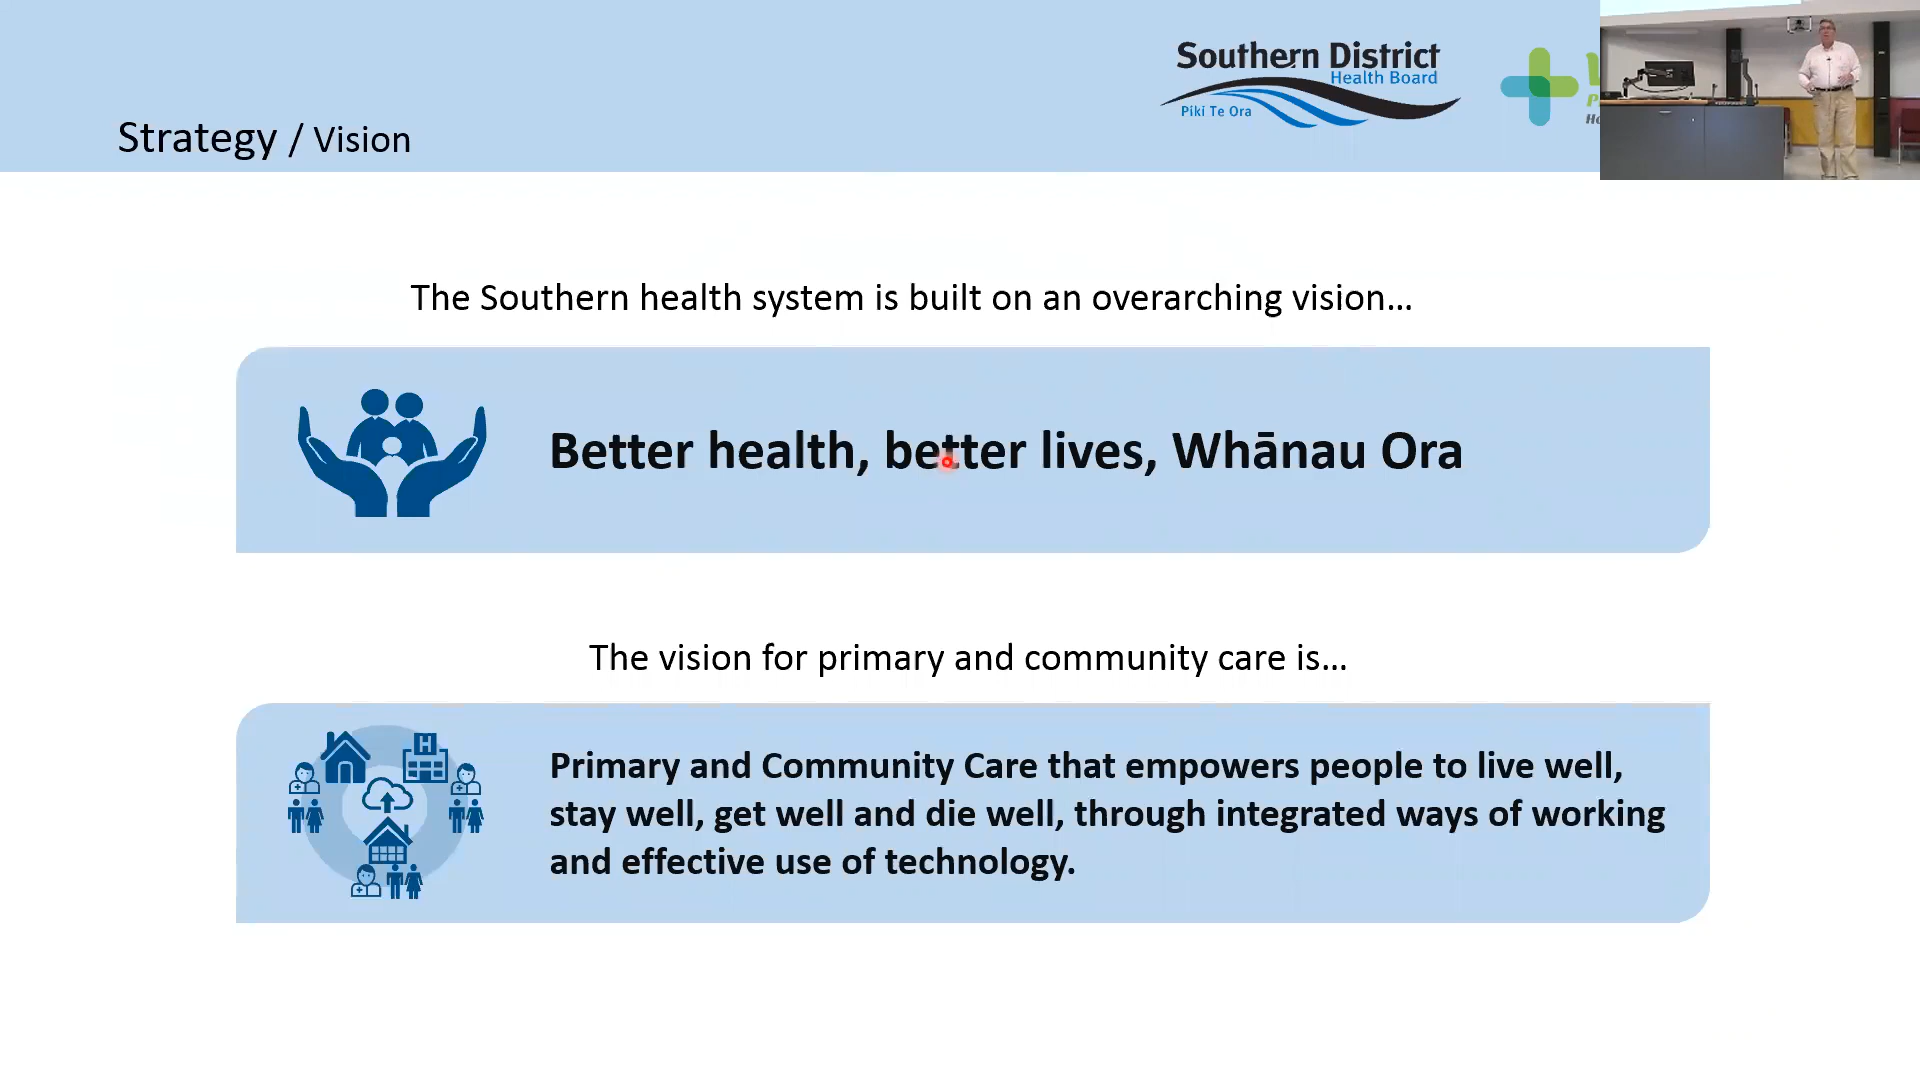 Southern District
Health Board
Piki Te Ora
Strategy / Vision
The Southern health system is built on an overarching vision...
Better health, better lives, Whānau Ora
The vision for primary and community care is...
H
Primary and Community Care that empowers people to live well,
stay well, get well and die well, through integrated ways of working
and effective use of technology.